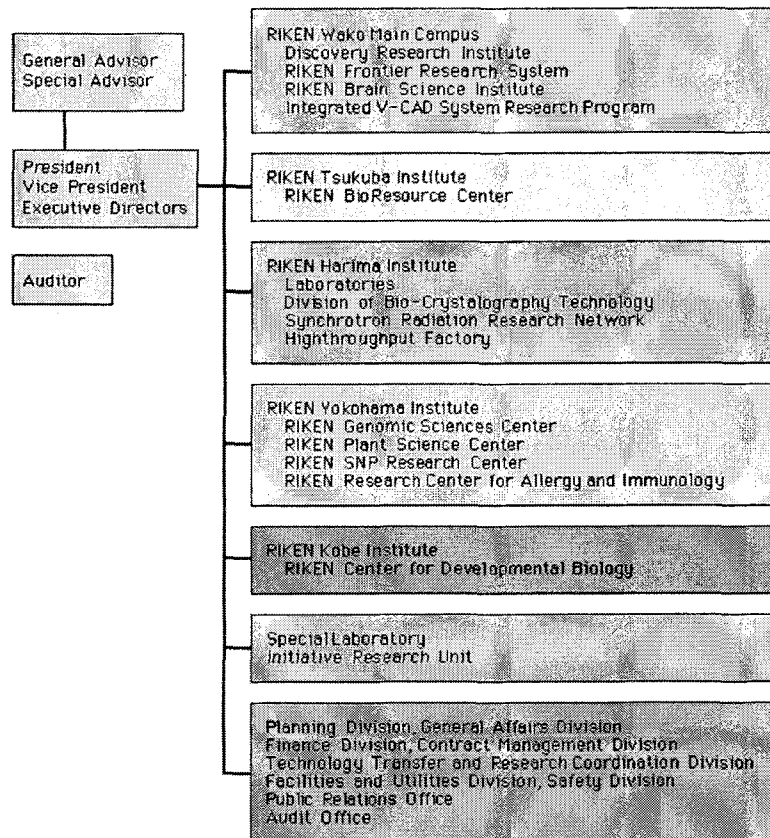 General Advisor
Special Advisor
President
Vice President
Executive Directors
Auditor
RIKEN Wako Main Campus
Discovery Research Institute
RIKEN Frontier Research System
RIKEN Brain Science Institute
Integrated V-CAD System Research Program
RIKEN Tsukuba Institute
RIKEN BioResource Center
RIKEN Harima Institute
Laboratories
Division of Bio-Crystalography Technology
Synchrotron Radiation Research Network
Highthroughput Factory
RIKEN Yokohama Institute
RIKEN Genomic Sciences Center
RIKEN Plant Science Center
RIKEN SNP Research Center
RIKEN Research Center for Allergy and Immunology
RIKEN Kobe Institute
RIKEN Center for Developmental Biology
Special Laboratory
Initiative Research Unit
Planning Division, General Affairs Division
Finance Division, Contract Management Division
Technology Transfer and Research Coordination Division
Facilities and Utilities Division, Safety Division
Public Relations Office
Audit Office